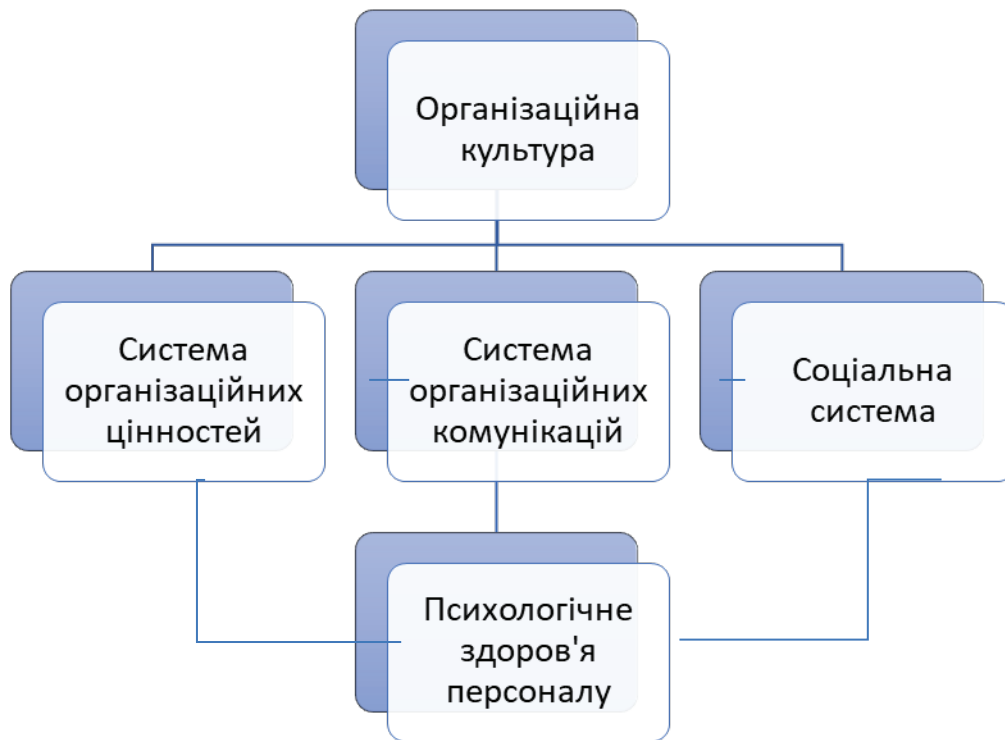 Організаційна
культура
Система
організаційних
цінностей
Система
організаційних
комунікацій
Соціальна
система
Психологічне
здоров'я
персоналу